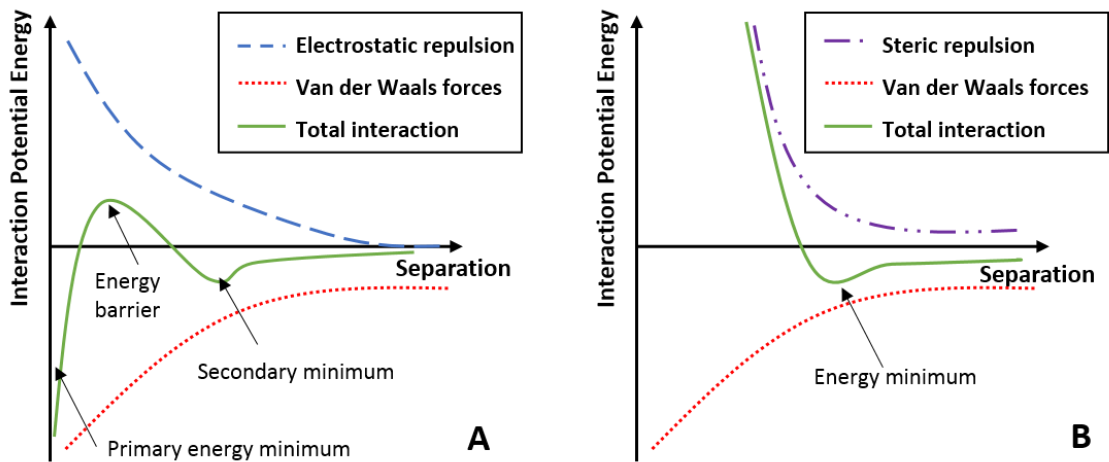 Interaction Potential Energy
Electrostatic repulsion
Van der Waals forces
Total interaction
Separation
Energy
barrier
Secondary minimum
Primary energy minimum
A
Interaction Potential Energy
Steric repulsion
Van der Waals forces
Total interaction
Separation
Energy minimum
B